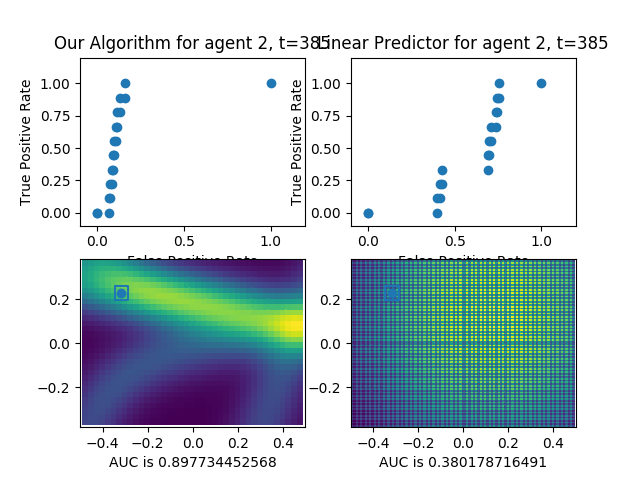 Our Algorithm for agent 2, t=385
Linear Predictor for agent 2, t=385
True Positive Rate
1.00
0.75
0.50
0.25
0.00
0.0 0.5 1.0
False Positive Rate
True Positive Rate
1.00
0.75
0.50
0.25
0.00
0.0 0.5 1.0
False Positive Rate
0.2
0.0
−0.2
−0.4 −0.2 0.0 0.2 0.4
AUC is 0.897734452568
0.2
0.0
−0.2
−0.4 −0.2 0.0 0.2 0.4
AUC is 0.380178716491